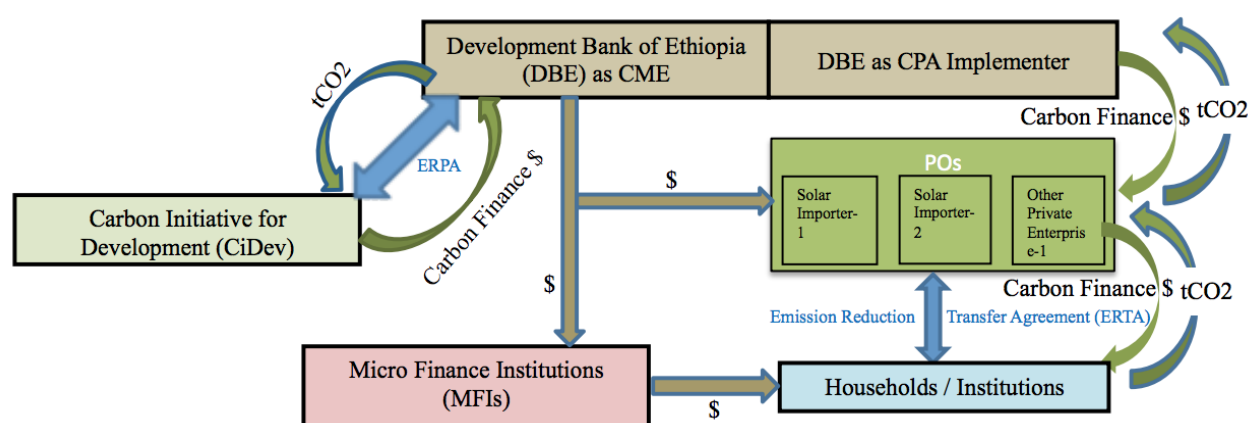 Development Bank of Ethiopia
(DBE) as CME
DBE as CPA Implementer
tCO2
ERPA
Carbon Finance $
Carbon Finance $
tCO2
Carbon Initiative for
Development (CiDev)
$
$
POs
Solar
Importer-
1
Solar
Importer-
2
Other
Private
Enterpris
e-1
Carbon Finance $
tCO2
Emission Reduction
Transfer Agreement (ERTA)
Micro Finance Institutions
(MFIs)
$
Households / Institutions